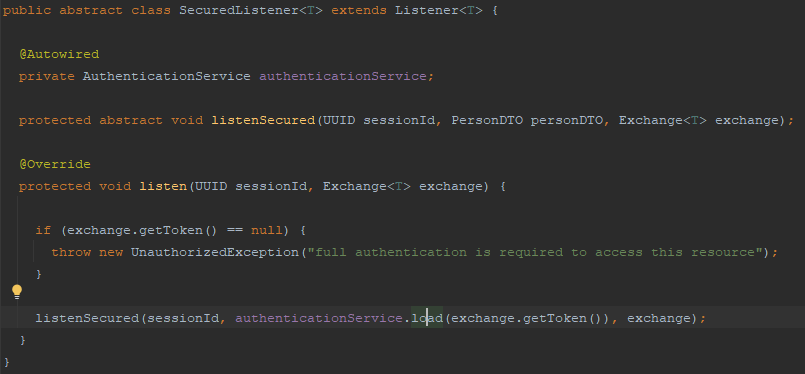 public abstract class SecuredListener<T> extends Listener<T> {
@Autowired
private AuthenticationService authenticationService;
protected abstract void listenSecured(UUID sessionId, PersonDTO personDTO, Exchange<T> exchange);
@Override
protected void listen(UUID sessionId, Exchange<T> exchange) {
if (exchange.getToken() == null) {
throw new UnauthorizedException("full authentication is required to access this resource");
}
listenSecured(sessionId, authenticationService.load(exchange.getToken()), exchange);
}
}